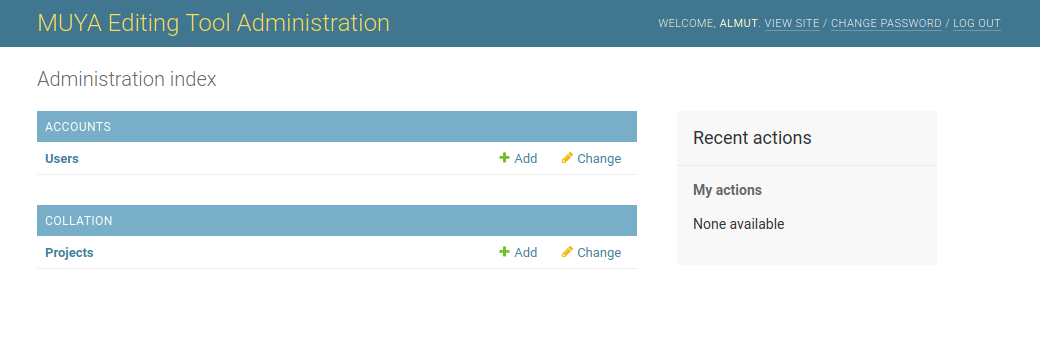 MUYA Editing Tool Administration
WELCOME, ALMUT. VIEW SITE / CHANGE PASSWORD / LOG OUT
Administration index
ACCOUNTS
Users Add Change
COLLATION
Projects Add Change
Recent actions
My actions
None available